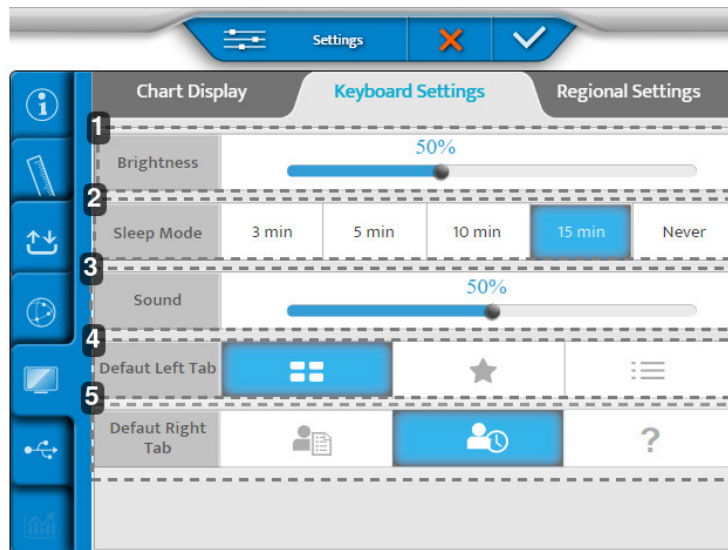 Settings
Chart Display Keyboard Settings Regional Settings
1
Brightness 50%
2
Sleep Mode 3 min 5 min 10 min 15 min Never
3
Sound 50%
4
Defaut Left Tab
5
Defaut Right
Tab ?